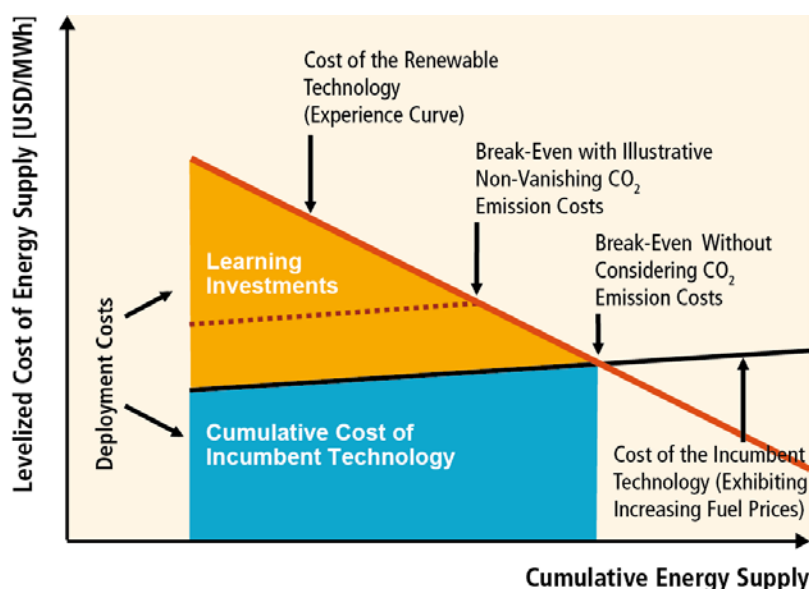 Levelized Cost of Energy Supply [USD/MWh]
Deployment Costs
Cost of the Renewable
Technology
(Experience Curve)
Break-Even with Illustrative
Non-Vanishing CO₂
Emission Costs
Break-Even Without
Considering CO₂
Emission Costs
Learning
Investments
Cumulative Cost of
Incumbent Technology
Cost of the Incumbent
Technology (Exhibiting
Increasing Fuel Prices)
Cumulative Energy Supply